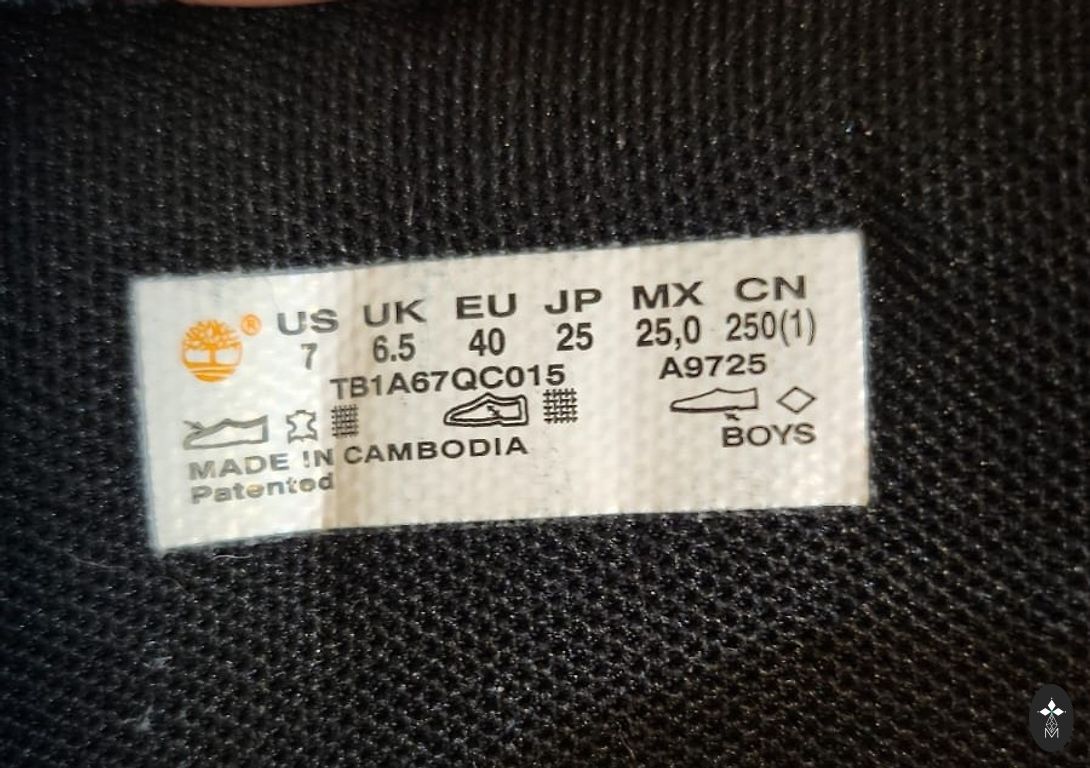 ® US UK EU JP MX CN
7 6.5 40 25 25,0 250(1)
TB1A67QC015 A9725
BOYS
MADE IN CAMBODIA
Patented
M